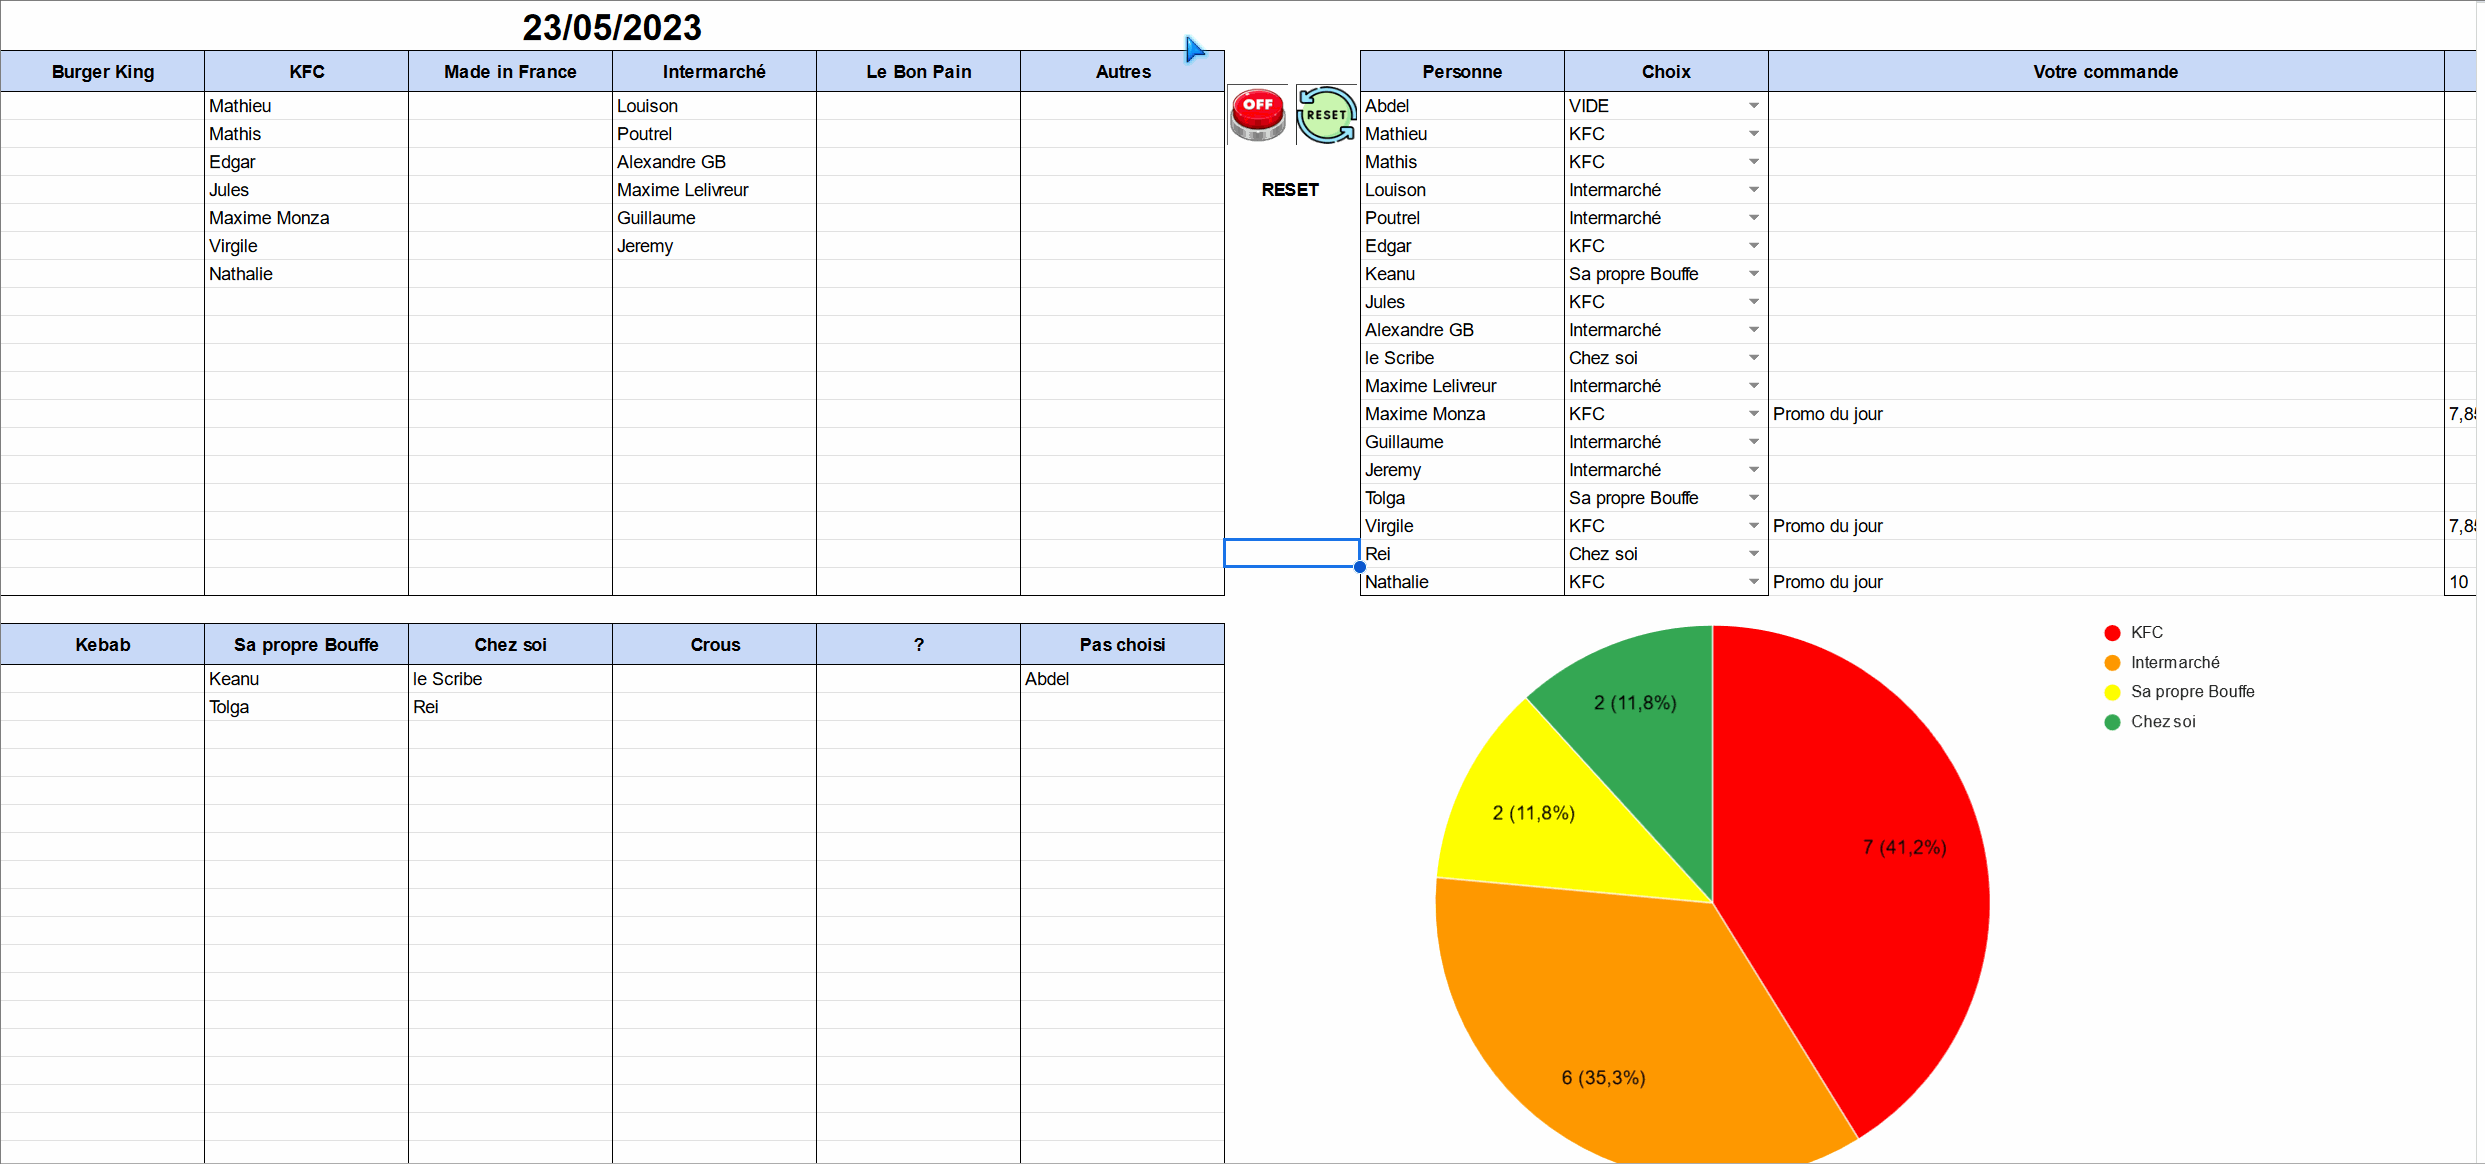 23/05/2023
Burger King KFC Made in France Intermarché Le Bon Pain Autres
Mathieu Louison
Mathis Poutrel
Edgar Alexandre GB
Jules Maxime Lelivreur
Maxime Monza Guillaume
Virgile Jeremy
Nathalie
OFF
RESET
RESET
Personne Choix Votre commande
Abdel VIDE
Mathieu KFC
Mathis KFC
Louison Intermarché
Poutrel Intermarché
Edgar KFC
Keanu Sa propre Bouffe
Jules KFC
Alexandre GB Intermarché
le Scribe Chez soi
Maxime Lelivreur Intermarché
Maxime Monza KFC Promo du jour
Guillaume Intermarché
Jeremy Intermarché
Tolga Sa propre Bouffe
Virgile KFC Promo du jour
Rei Chez soi
Nathalie KFC Promo du jour 10
Kebab Sa propre Bouffe Chez soi Crous ? Pas choisi
Keanu le Scribe Abdel
Tolga Rei
KFC
Intermarché
Sa propre Bouffe
Chez soi
2 (11,8%)
2 (11,8%)
7 (41,2%)
6 (35,3%)